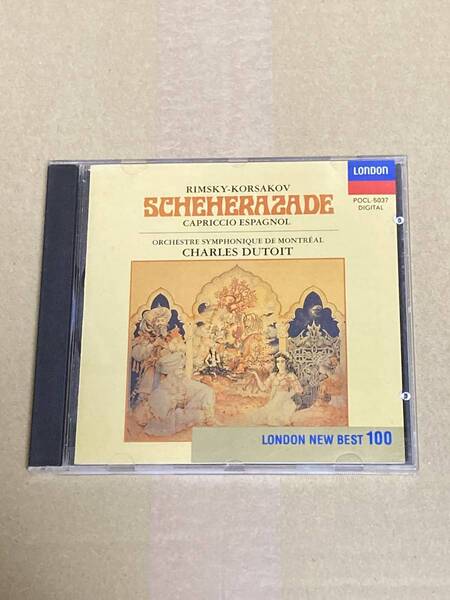 LONDON
POCL-5037
DIGITAL
RIMSKY-KORSAKOV
SCHEHERAZADE
CAPRICCIO ESPAGNOL
ORCHESTRE SYMPHONIQUE DE MONTRÉAL
CHARLES DUTOIT
LONDON NEW BEST 100